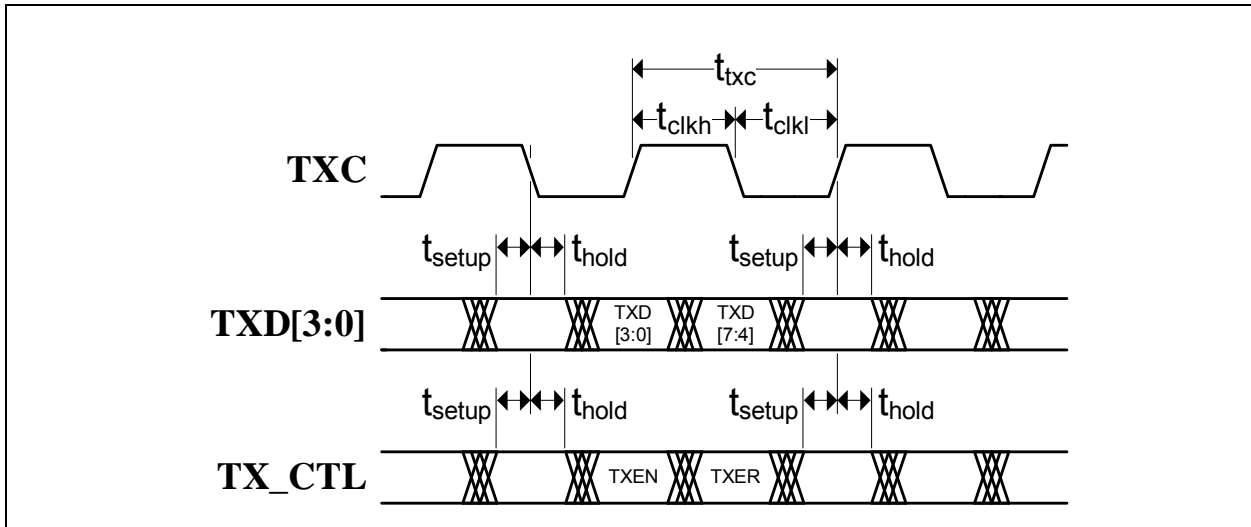 t_txc
t_clkh t_clkl
TXC
t_setup t_hold t_setup t_hold
TXD[3:0] TXD [3:0] TXD [7:4]
t_setup t_hold t_setup t_hold
TX_CTL TXEN TXER